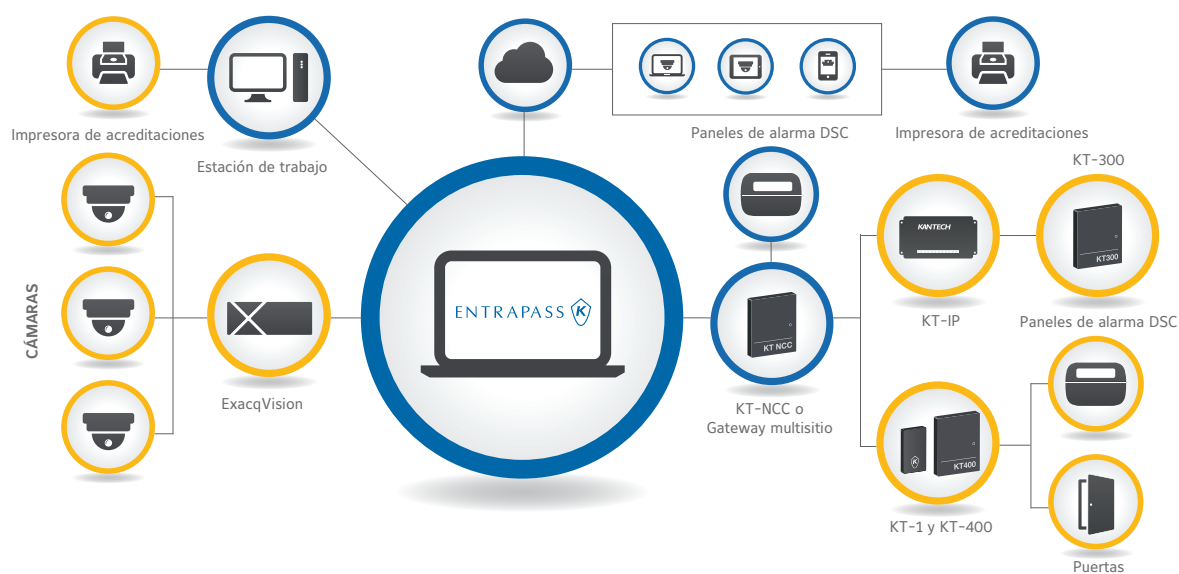 Impresora de acreditaciones
Estación de trabajo
Paneles de alarma DSC
Impresora de acreditaciones
CÁMARAS
ExacqVision
ENTRAPASS K
KT NCC
KT-NCC o
Gateway multisitio
KANTECH
KT-IP
KT-300
KT300
Paneles de alarma DSC
K
KT400
KT-1 y KT-400
Puertas